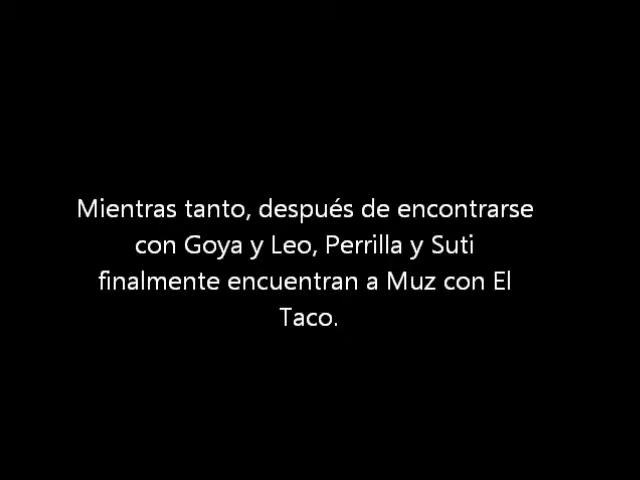 Mientras tanto, después de encontrarse
con Goya y Leo, Perrilla y Suti
finalmente encuentran a Muz con El
Taco.